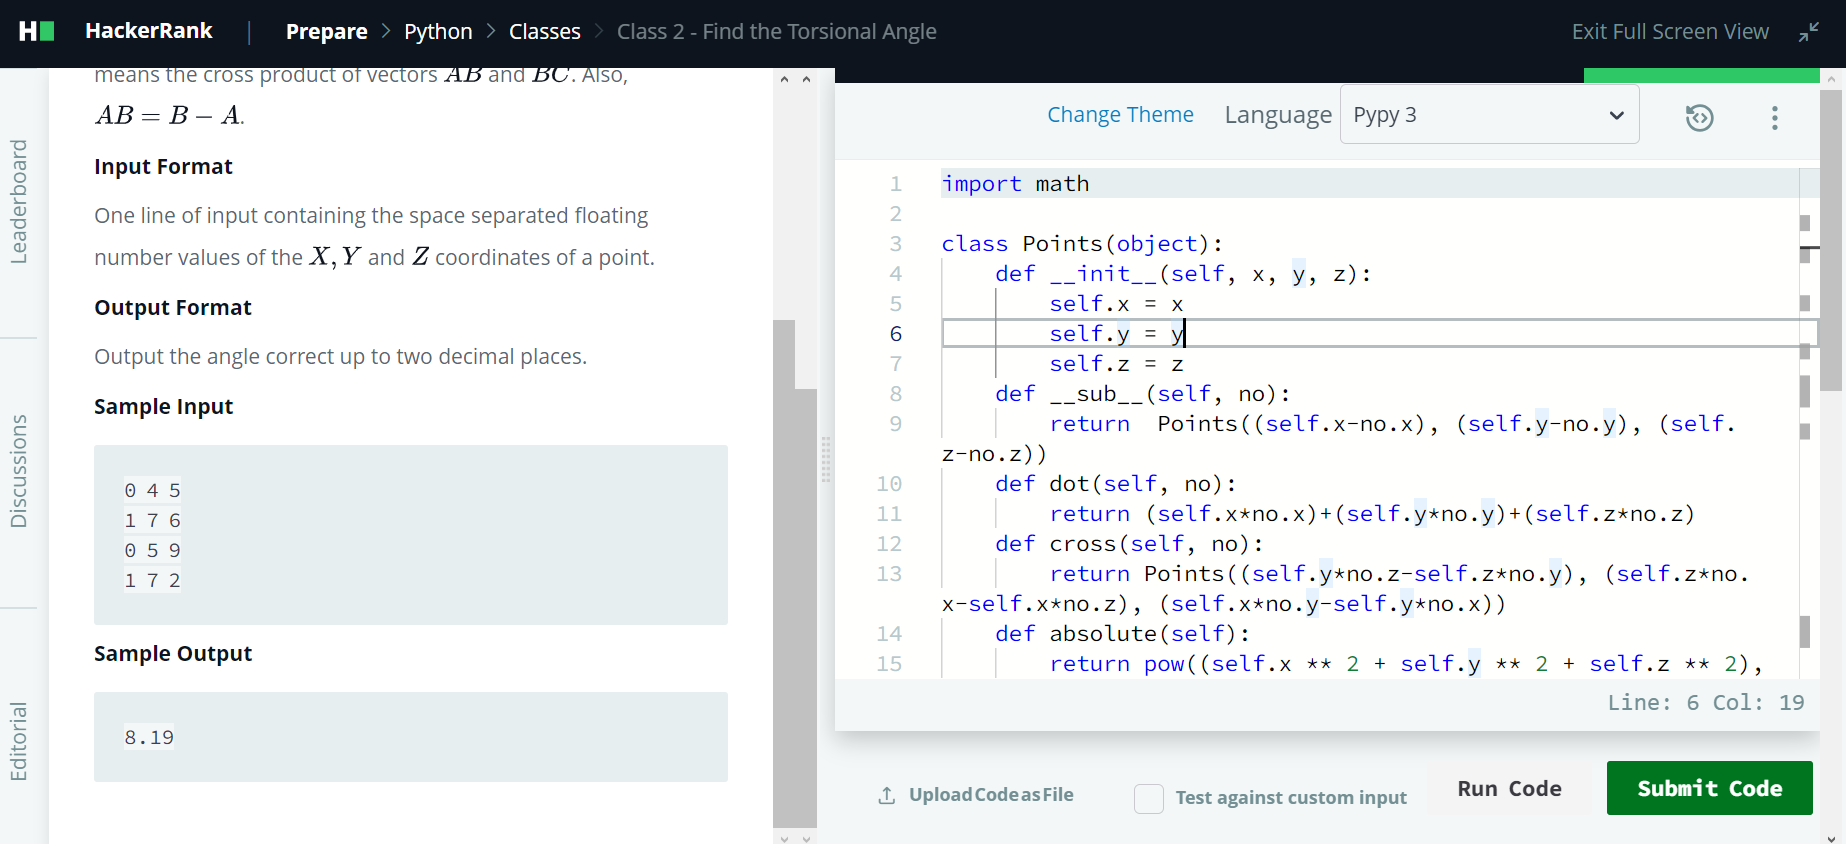 HackerRank | Prepare > Python > Classes > Class 2 - Find the Torsional Angle Exit Full Screen View
Leaderboard
Discussions
Editorial
means the cross product of vectors AB and BC. Also,
AB = B − A.
Input Format
One line of input containing the space separated floating
number values of the X, Y and Z coordinates of a point.
Output Format
Output the angle correct up to two decimal places.
Sample Input
0 4 5
1 7 6
0 5 9
1 7 2
Sample Output
8.19
Change Theme Language Pypy 3
1 import math
2
3 class Points(object):
4 def __init__(self, x, y, z):
5 self.x = x
6 self.y = y
7 self.z = z
8 def __sub__(self, no):
9 return  Points((self.x-no.x), (self.y-no.y), (self.
z-no.z))
10 def dot(self, no):
11 return (self.x*no.x)+(self.y*no.y)+(self.z*no.z)
12 def cross(self, no):
13 return Points((self.y*no.z-self.z*no.y), (self.z*no.
x-self.x*no.z), (self.x*no.y-self.y*no.x))
14 def absolute(self):
15 return pow((self.x ** 2 + self.y ** 2 + self.z ** 2),
Line: 6 Col: 19
Upload Code as File Test against custom input Run Code Submit Code